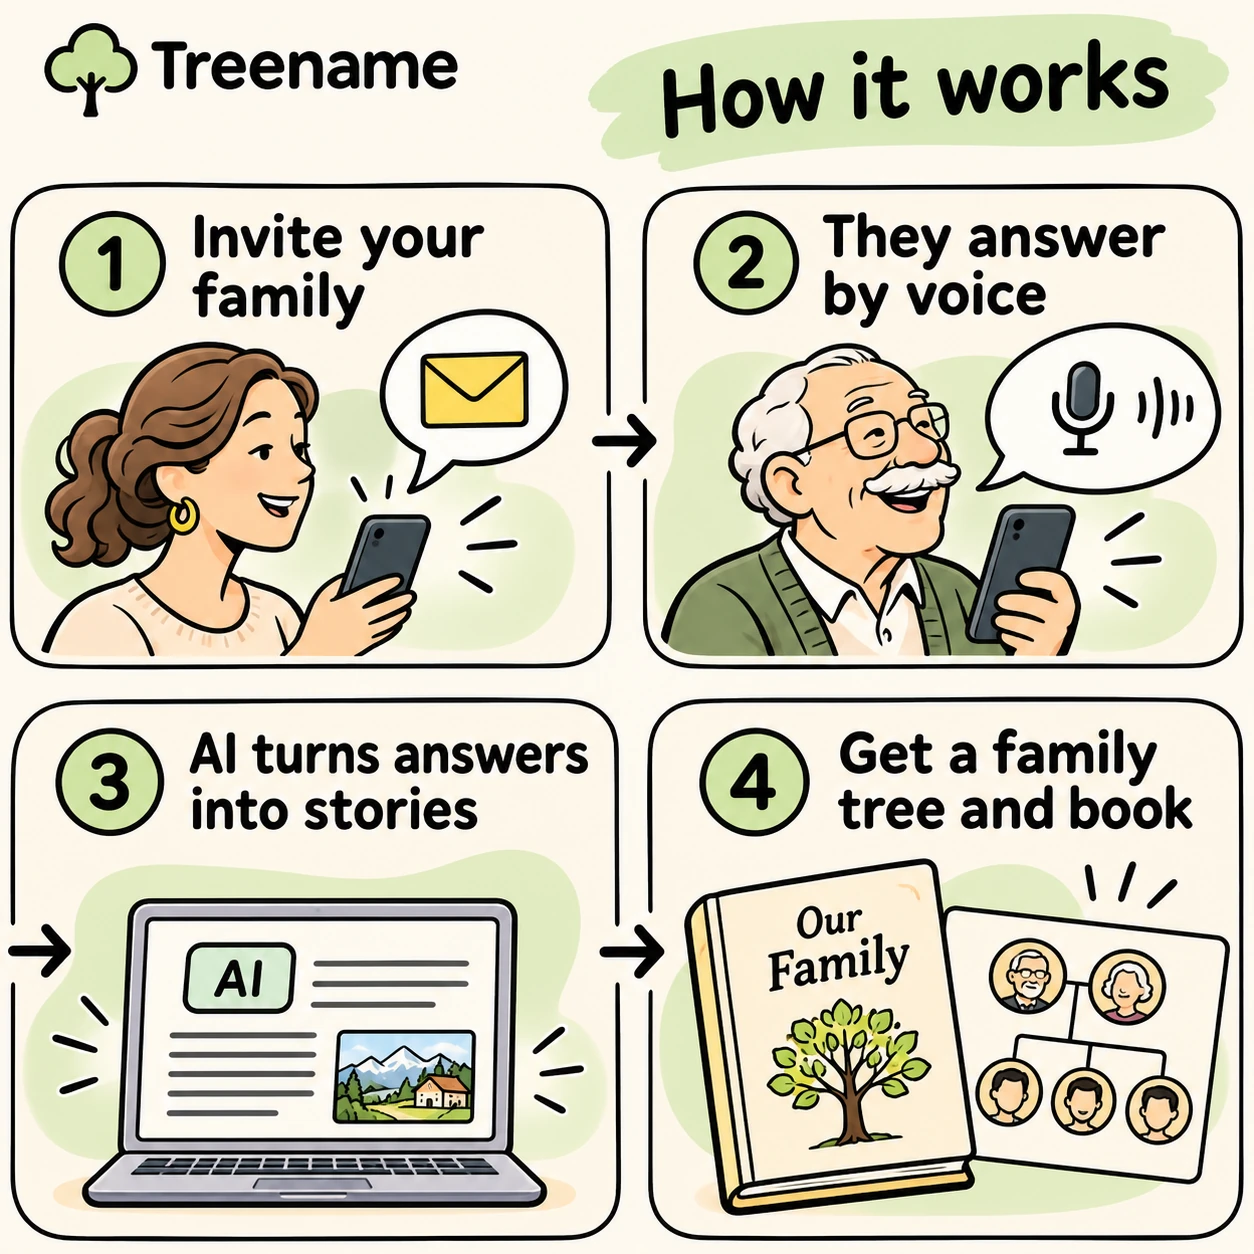 Treename
How it works
1
Invite your
family
2
They answer
by voice
3
AI turns answers
into stories
AI
4
Get a family
tree and book
Our
Family